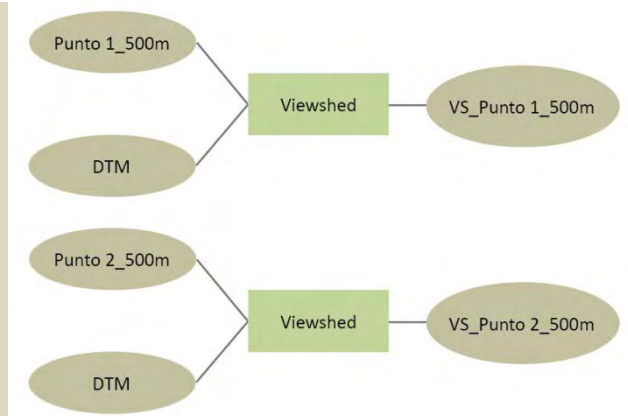 Punto 1_500m
Viewshed
VS_Punto 1_500m
DTM
Punto 2_500m
Viewshed
VS_Punto 2_500m
DTM